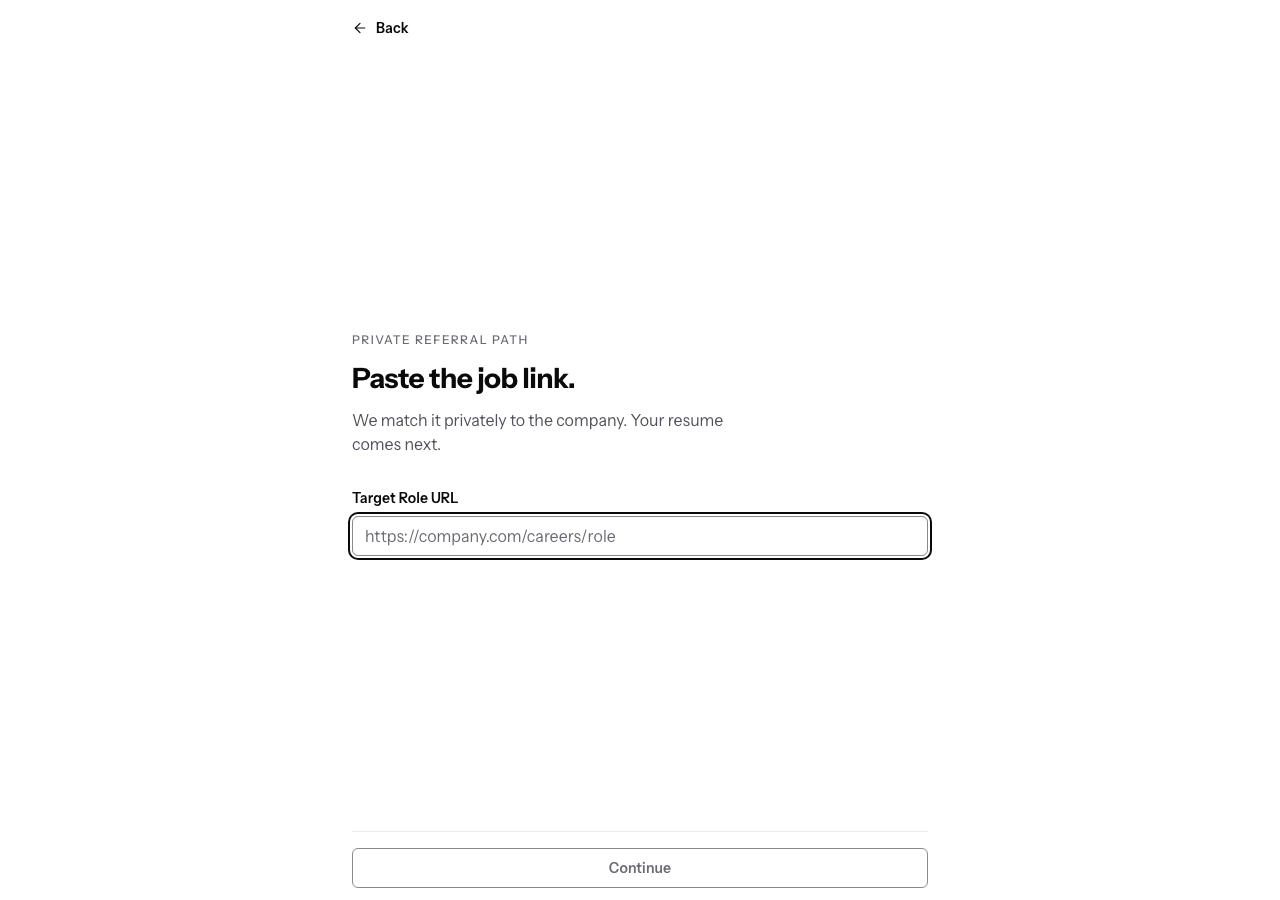 Back
PRIVATE REFERRAL PATH
Paste the job link.
We match it privately to the company. Your resume
comes next.
Target Role URL
https://company.com/careers/role
Continue